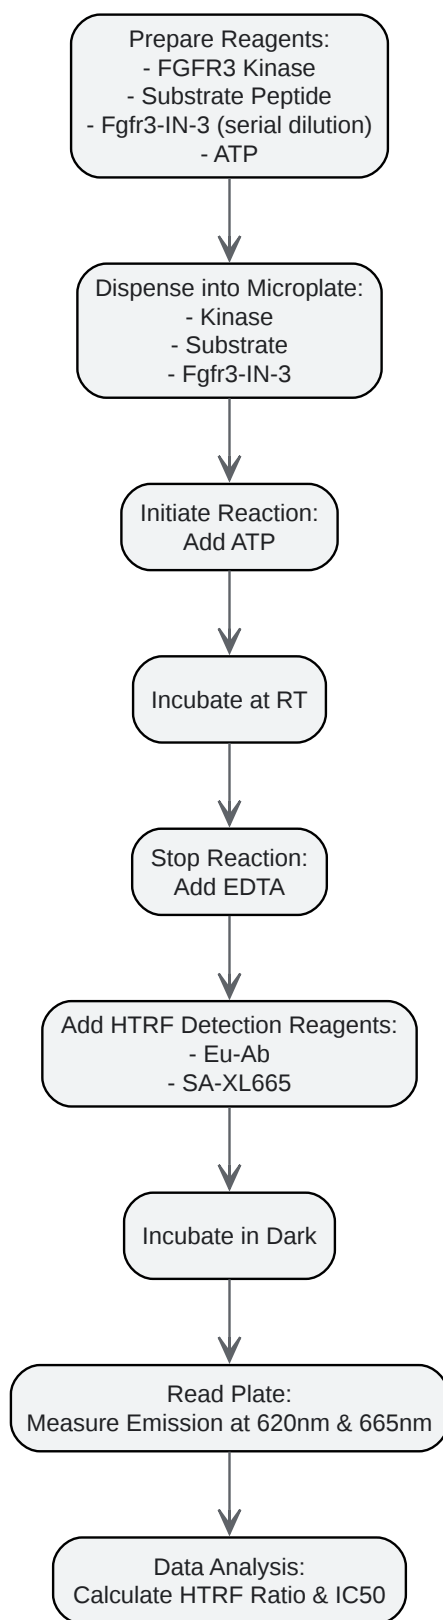 Prepare Reagents:
- FGFR3 Kinase
- Substrate Peptide
- Fgfr3-IN-3 (serial dilution)
- ATP
Dispense into Microplate:
- Kinase
- Substrate
- Fgfr3-IN-3
Initiate Reaction:
Add ATP
Incubate at RT
Stop Reaction:
Add EDTA
Add HTRF Detection Reagents:
- Eu-Ab
- SA-XL665
Incubate in Dark
Read Plate:
Measure Emission at 620nm & 665nm
Data Analysis:
Calculate HTRF Ratio & IC50